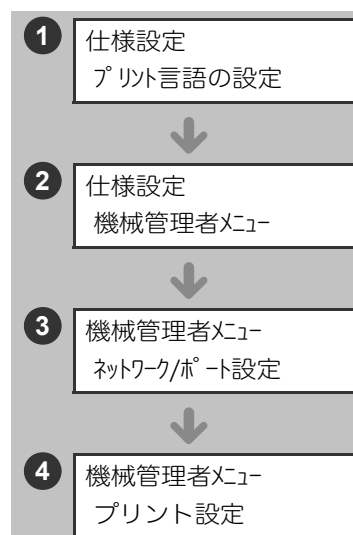 1
仕様設定
ﾌﾟﾘﾝﾄ言語の設定
2
仕様設定
機械管理者ﾒﾆｭｰ
3
機械管理者ﾒﾆｭｰ
ﾈｯﾄﾜｰｸ/ﾎﾟｰﾄ設定
4
機械管理者ﾒﾆｭｰ
プリント設定